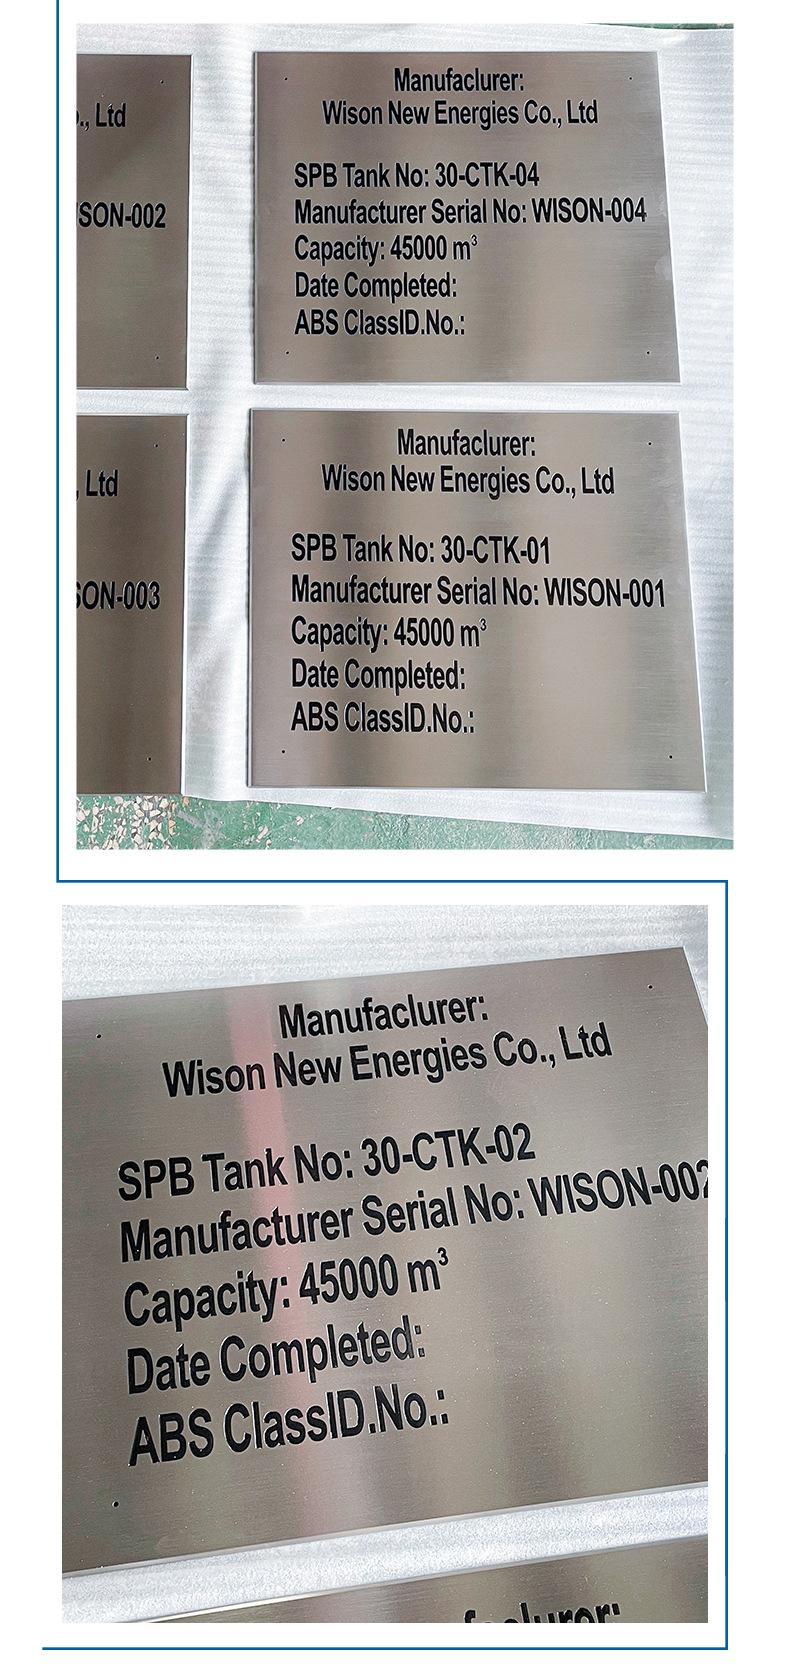 ., Ltd
SON-002
Manufaclurer:
Wison New Energies Co., Ltd
SPB Tank No: 30-CTK-04
Manufacturer Serial No: WISON-004
Capacity: 45000 m³
Date Completed:
ABS ClassID.No.:
, Ltd
SON-003
Manufaclurer:
Wison New Energies Co., Ltd
SPB Tank No: 30-CTK-01
Manufacturer Serial No: WISON-001
Capacity: 45000 m³
Date Completed:
ABS ClassID.No.:
Manufaclurer:
Wison New Energies Co., Ltd
SPB Tank No: 30-CTK-02
Manufacturer Serial No: WISON-002
Capacity: 45000 m³
Date Completed:
ABS ClassID.No.: